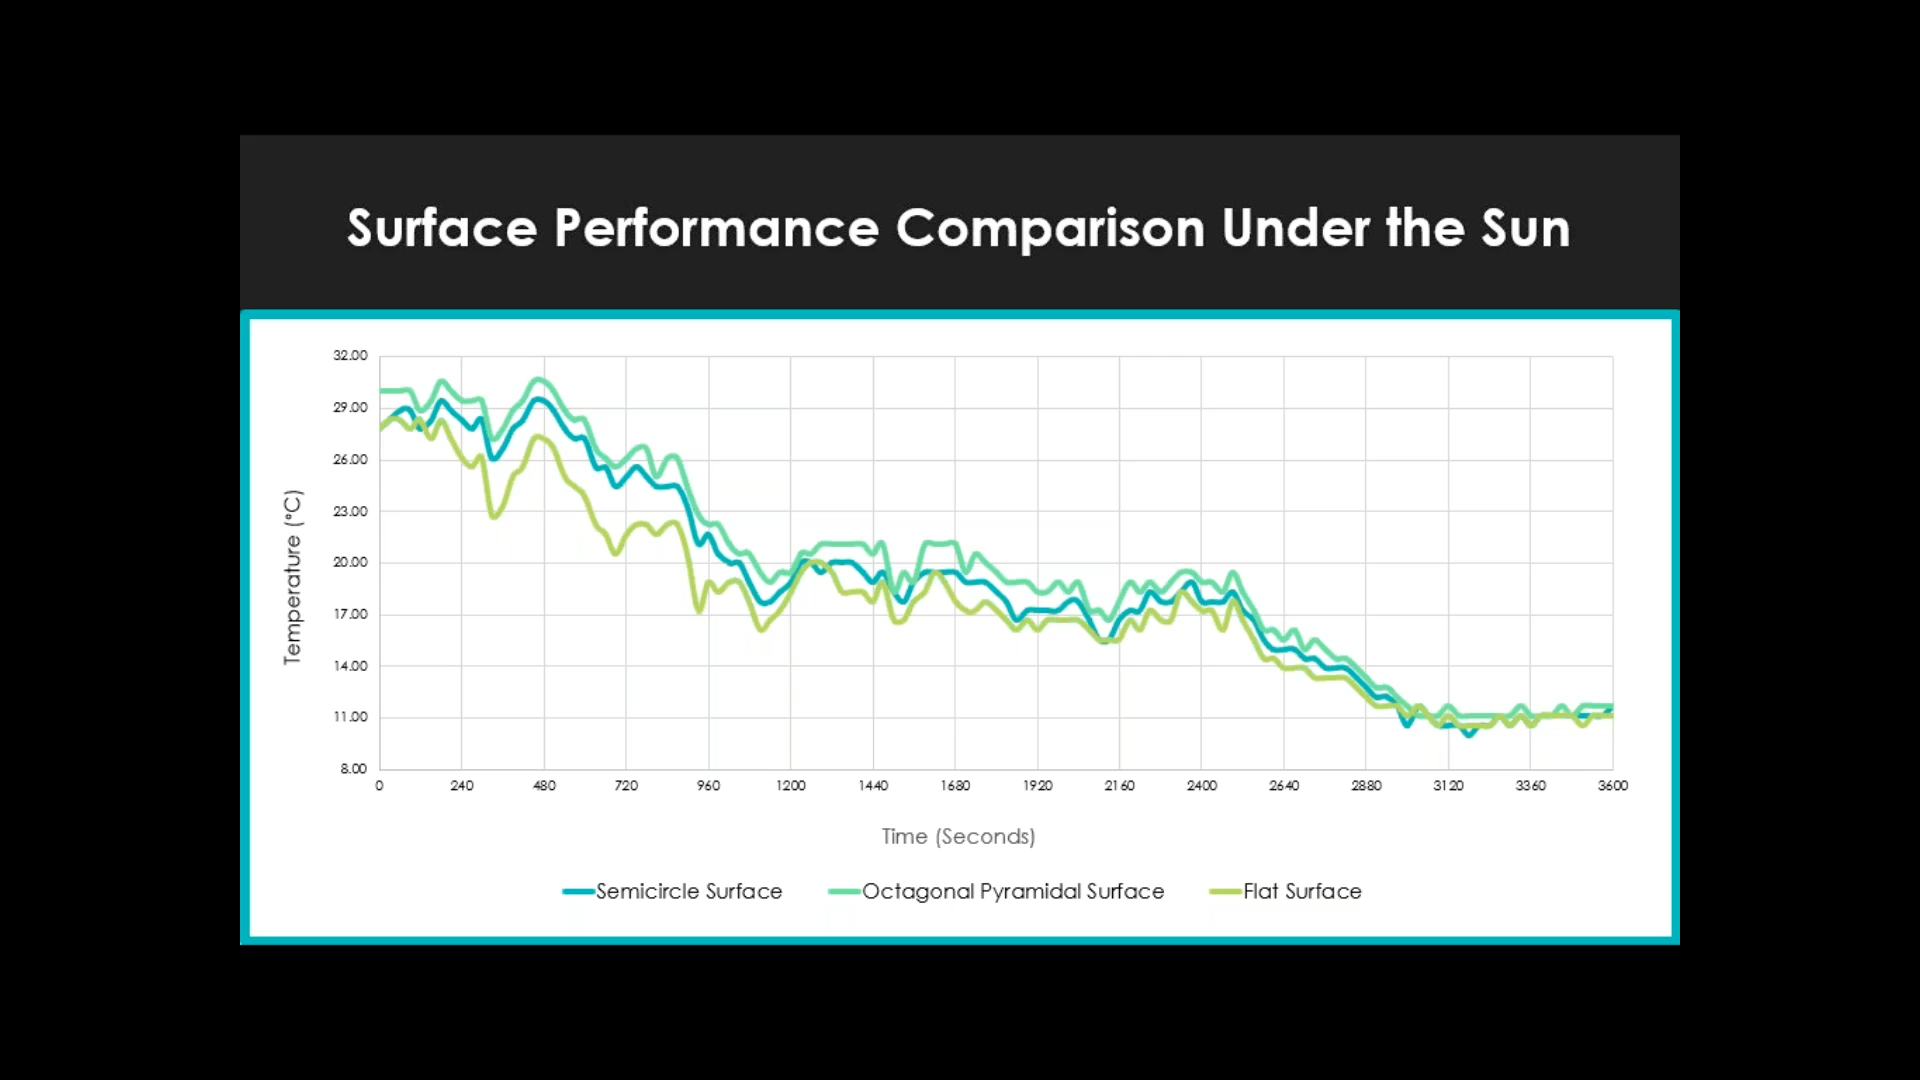 Surface Performance Comparison Under the Sun
32.00
29.00
26.00
23.00
20.00
17.00
14.00
11.00
8.00
Temperature (°C)
0 240 480 720 960 1200 1440 1680 1920 2160 2400 2640 2880 3120 3360 3600
Time (Seconds)
Semicircle Surface Octagonal Pyramidal Surface Flat Surface